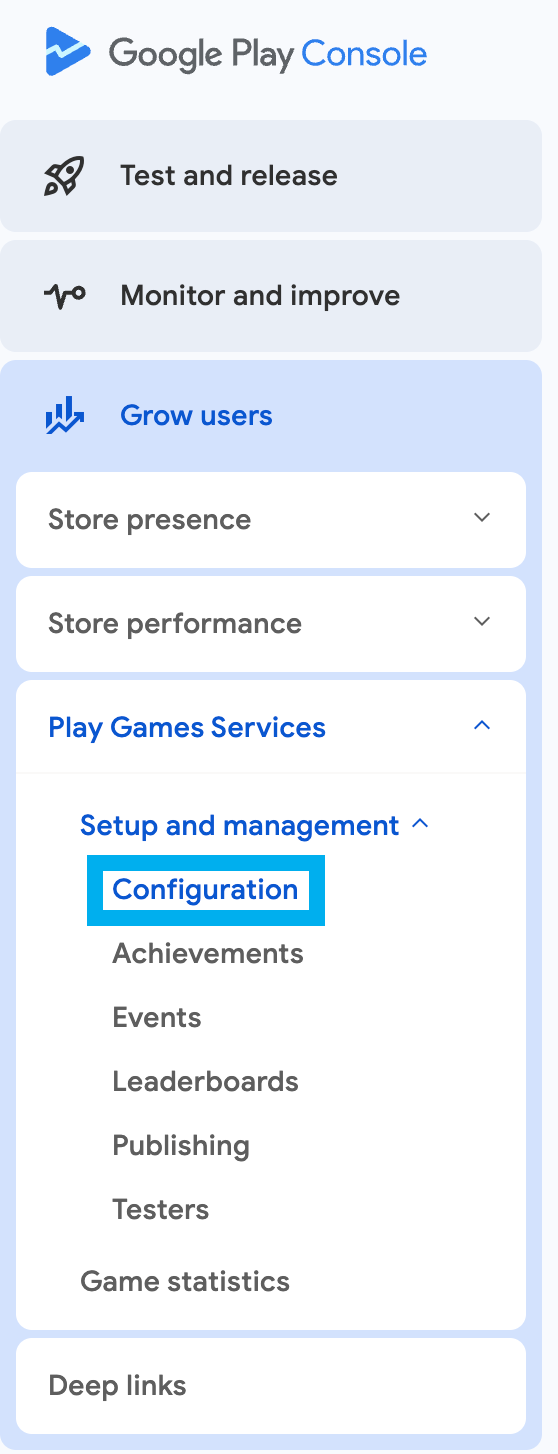 Google Play Console
Test and release
Monitor and improve
Grow users
Store presence
Store performance
Play Games Services
Setup and management
Configuration
Achievements
Events
Leaderboards
Publishing
Testers
Game statistics
Deep links